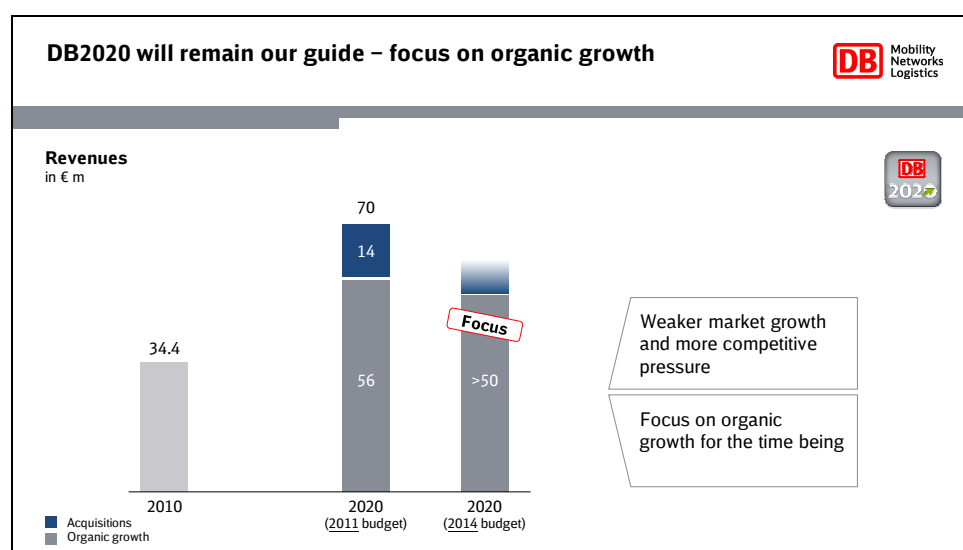 DB2020 will remain our guide – focus on organic growth
DB
Mobility
Networks
Logistics
Revenues
in € m
DB
2020
70
14
34.4
Focus
56
>50
Weaker market growth
and more competitive
pressure
Focus on organic
growth for the time being
2010
2020
(2011 budget)
2020
(2014 budget)
Acquisitions
Organic growth